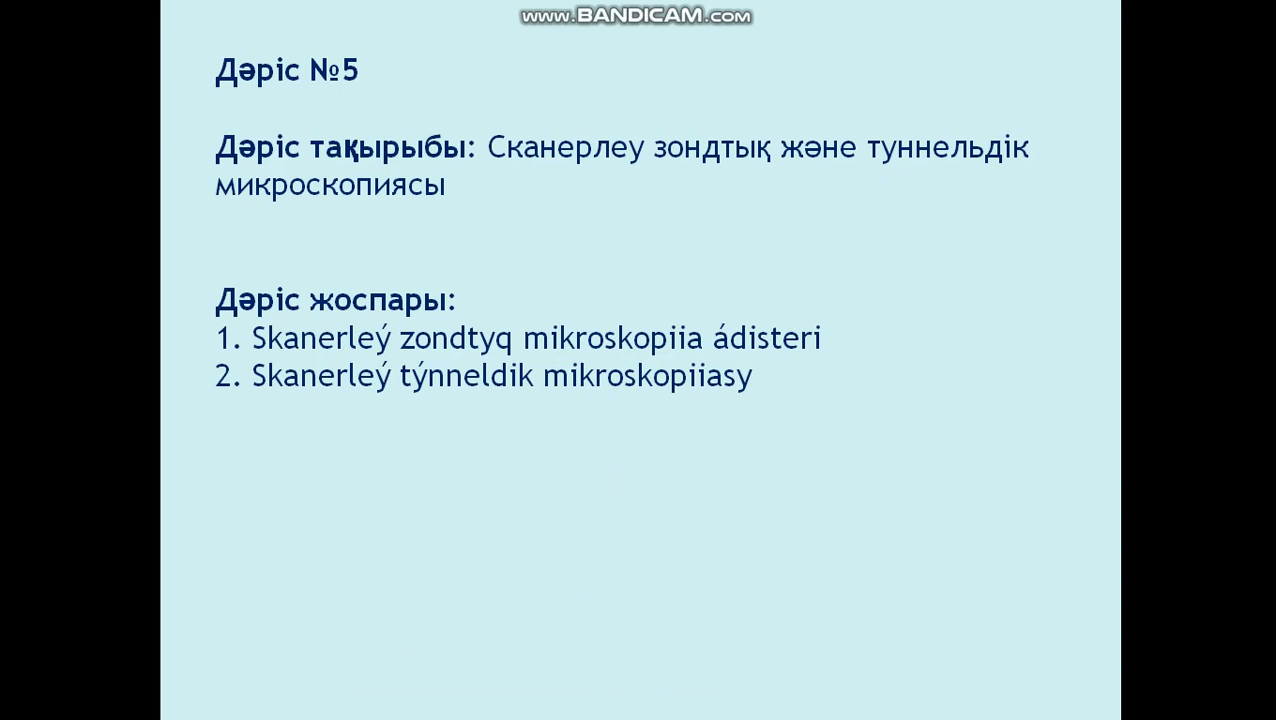 www.BANDICAM.com
Дәріс №5
Дәріс тақырыбы: Сканерлеу зондтық және туннельдік
микроскопиясы
Дәріс жоспары:
1. Skanerleý zondtyq mikroskopiia ádisteri
2. Skanerleý týnneldik mikroskopiiasy